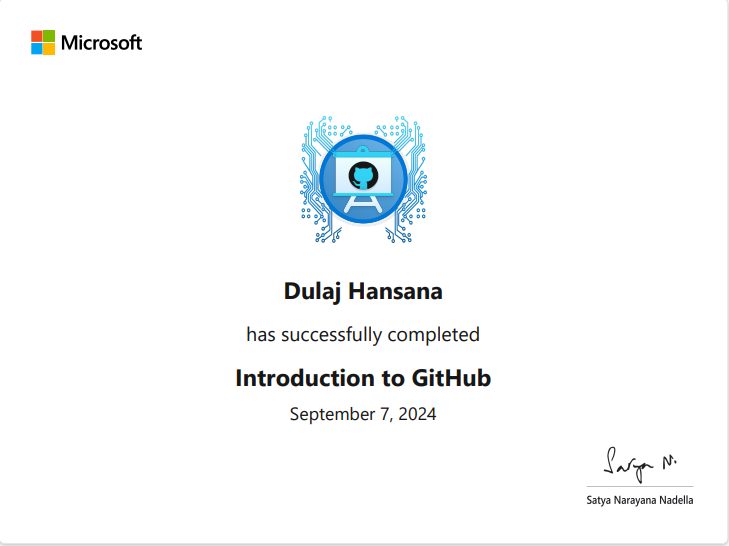 Microsoft
Dulaj Hansana
has successfully completed
Introduction to GitHub
September 7, 2024
Satya N.
Satya Narayana Nadella